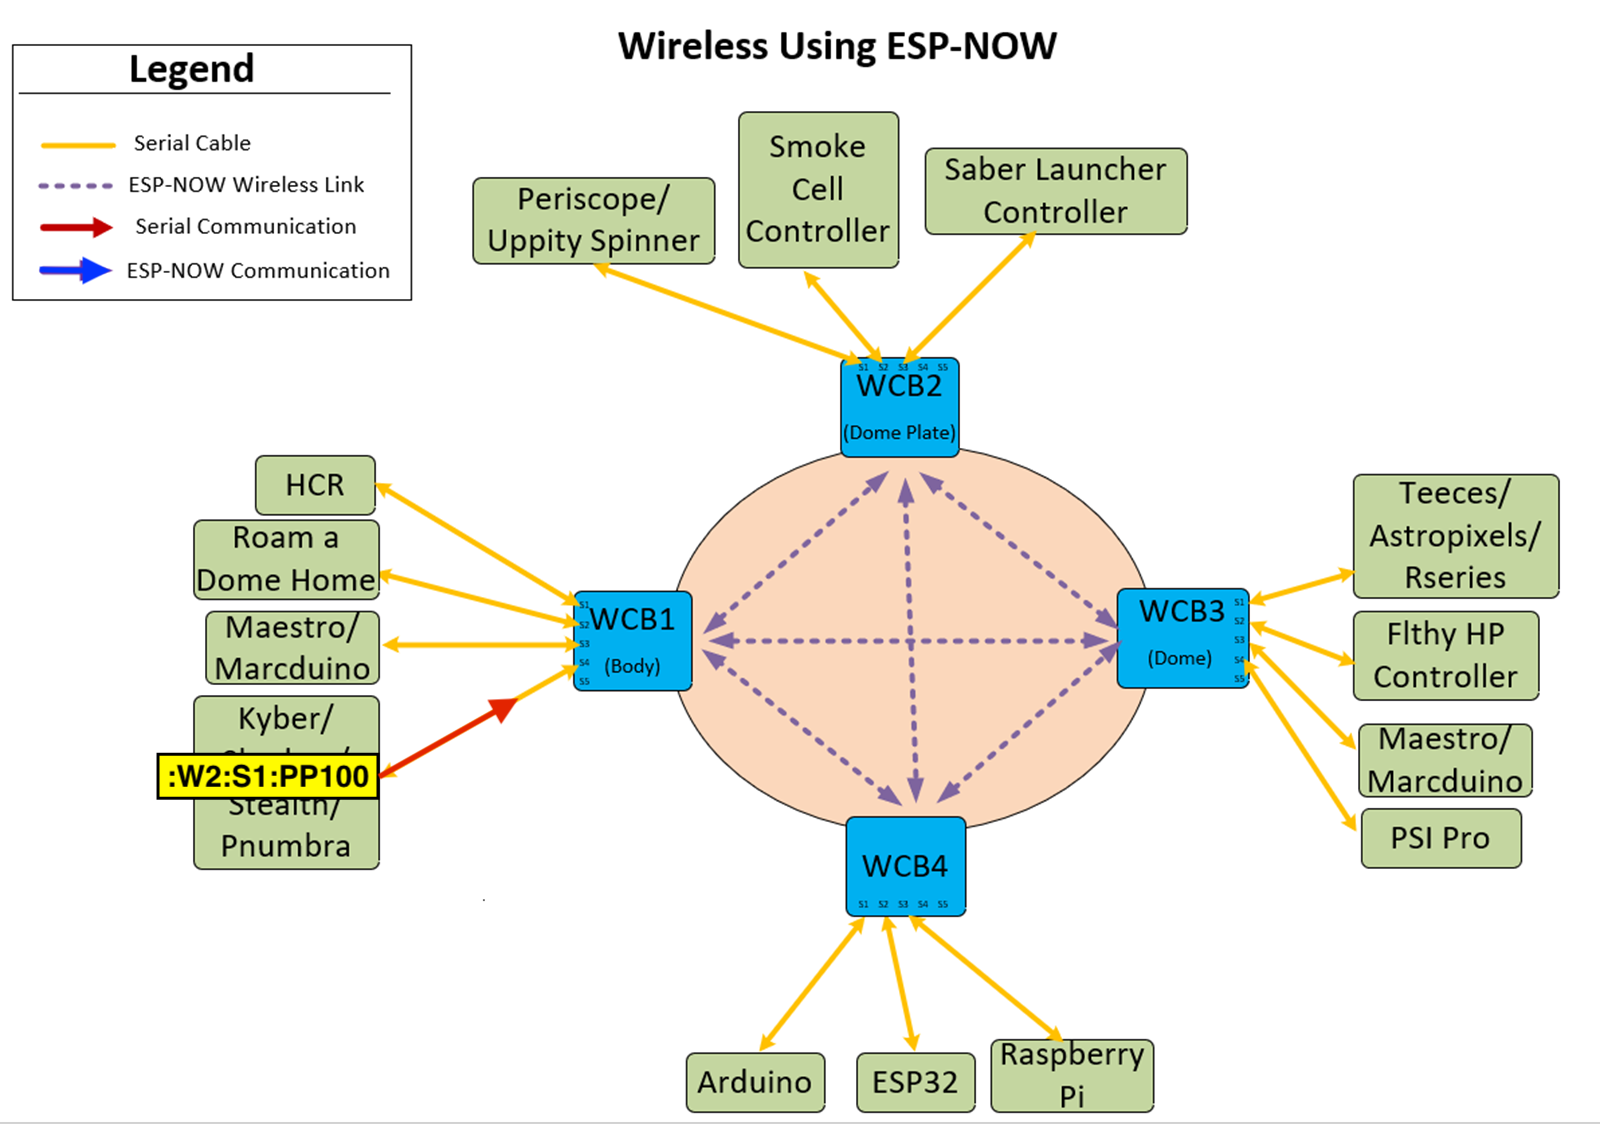 Wireless Using ESP-NOW
Legend
Serial Cable
ESP-NOW Wireless Link
Serial Communication
ESP-NOW Communication
Periscope/
Uppity Spinner
Smoke
Cell
Controller
Saber Launcher
Controller
S1 S2 S3 S4 S5
WCB2
(Dome Plate)
HCR
Roam a
Dome Home
Maestro/
Marcduino
Kyber/
:W2:S1:PP100
Stealth/
Pnumbra
S1
S2
S3
S4
S5
WCB1
(Body)
WCB3
(Dome)
S1
S2
S3
S4
S5
Teeces/
Astropixels/
Rseries
Flthy HP
Controller
Maestro/
Marcduino
PSI Pro
WCB4
S1 S2 S3 S4 S5
Arduino
ESP32
Raspberry
Pi